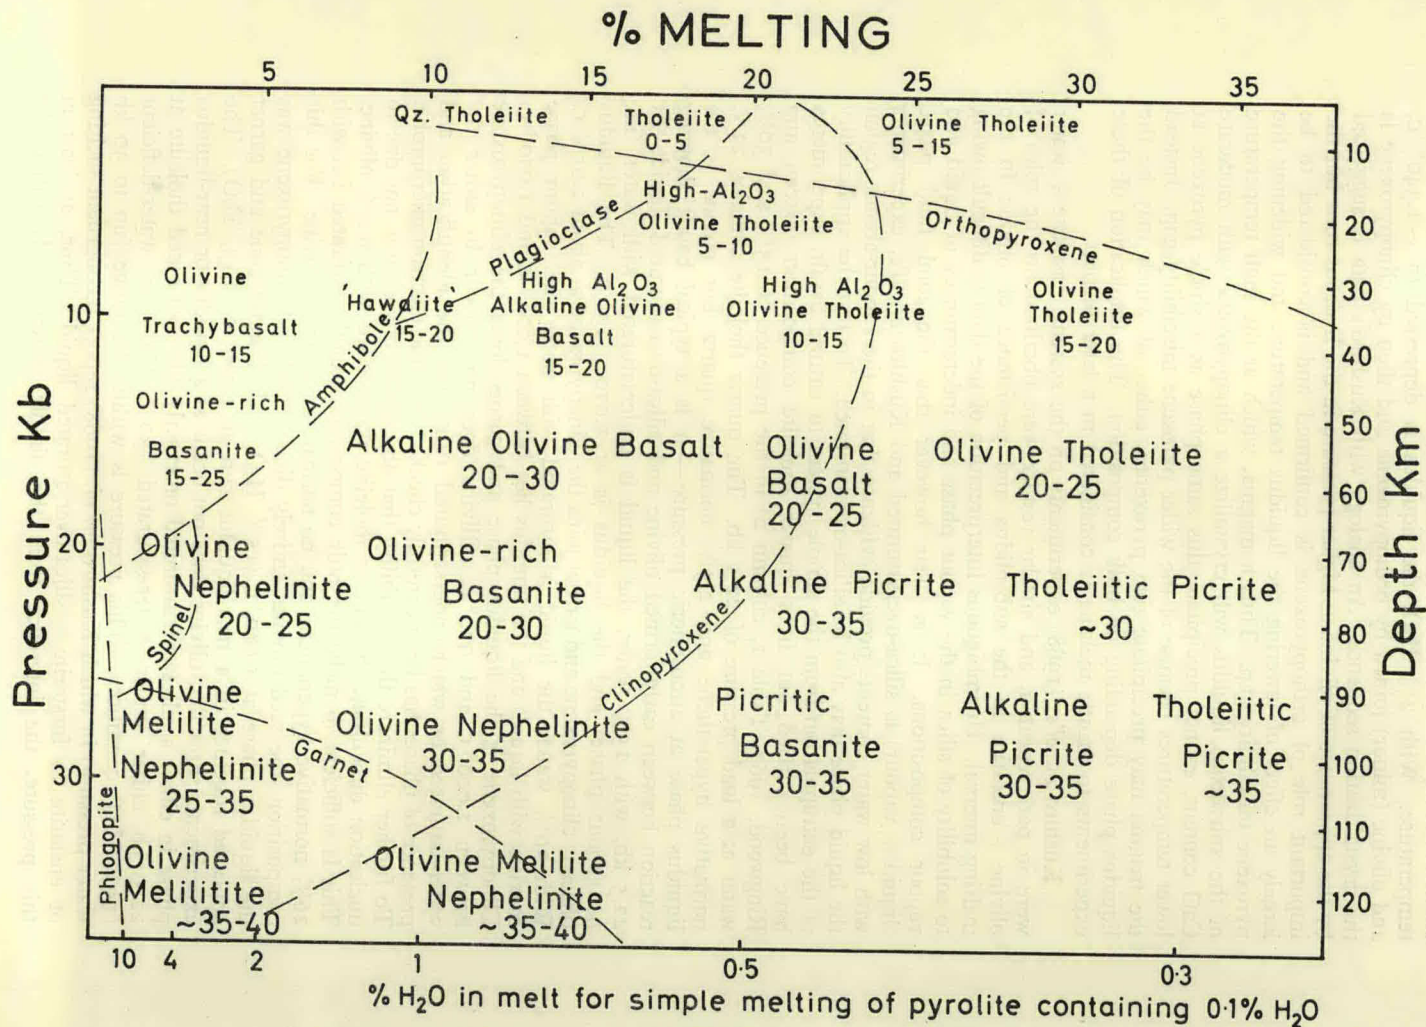 % MELTING
5 10 15 20 25 30 35
Qz. Tholeiite
Tholeiite
0-5
Olivine Tholeiite
5-15
10
High-Al₂O₃
Olivine Tholeiite
5-10
Plagioclase
Orthopyroxene
20
Olivine
Trachybasalt
10-15
'Hawaiite'
15-20
High Al₂O₃
Alkaline Olivine
Basalt
15-20
High Al₂O₃
Olivine Tholeiite
10-15
Olivine
Tholeiite
15-20
30
10
40
Amphibole
Olivine-rich
Basanite
15-25
Alkaline Olivine Basalt
20-30
Olivine
Basalt
20-25
Olivine Tholeiite
20-25
50
60
Pressure Kb
Depth Km
20
Olivine
Nephelinite
20-25
Olivine-rich
Basanite
20-30
Alkaline Picrite
30-35
Tholeiitic Picrite
~30
70
80
Spinel
Clinopyroxene
Olivine
Melilite
Nephelinite
25-35
Garnet
Olivine Nephelinite
30-35
Picritic
Basanite
30-35
Alkaline
Picrite
30-35
Tholeiitic
Picrite
~35
90
100
30
Phlogopite
Olivine
Melilitite
~35-40
Olivine Melilite
Nephelinite
~35-40
110
120
10 4 2 1 0·5 0·3
% H₂O in melt for simple melting of pyrolite containing 0·1% H₂O